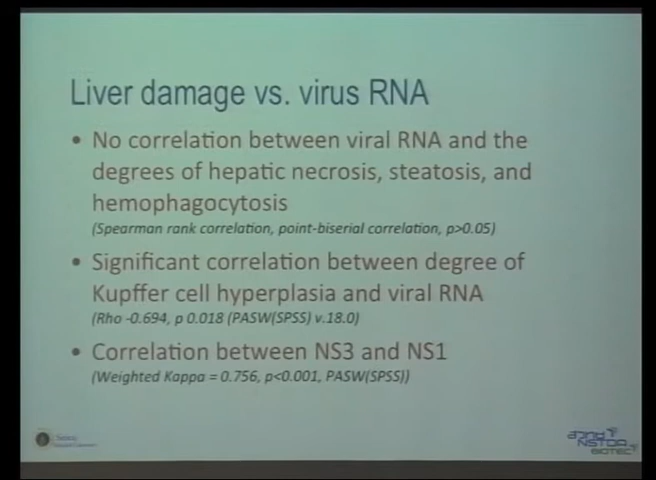 Liver damage vs. virus RNA
• No correlation between viral RNA and the
degrees of hepatic necrosis, steatosis, and
hemophagocytosis
(Spearman rank correlation, point-biserial correlation, p>0.05)
• Significant correlation between degree of
Kupffer cell hyperplasia and viral RNA
(Rho -0.694, p 0.018 (PASW(SPSS) v.18.0)
• Correlation between NS3 and NS1
(Weighted Kappa = 0.756, p<0.001, PASW(SPSS))
NSTDA
BIOTEC